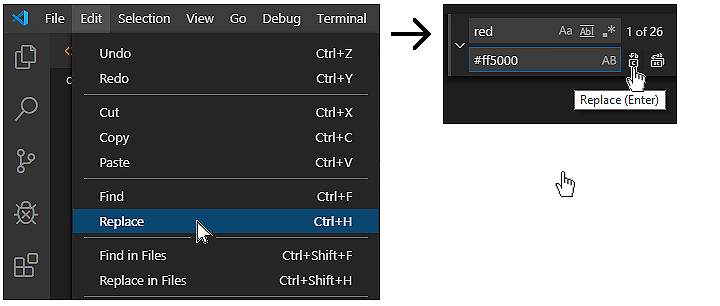 File Edit Selection View Go Debug Terminal
Undo Ctrl+Z
Redo Ctrl+Y
Cut Ctrl+X
Copy Ctrl+C
Paste Ctrl+V
Find Ctrl+F
Replace Ctrl+H
Find in Files Ctrl+Shift+F
Replace in Files Ctrl+Shift+H
red Aa Abl .* 1 of 26
#ff5000 AB
Replace (Enter)